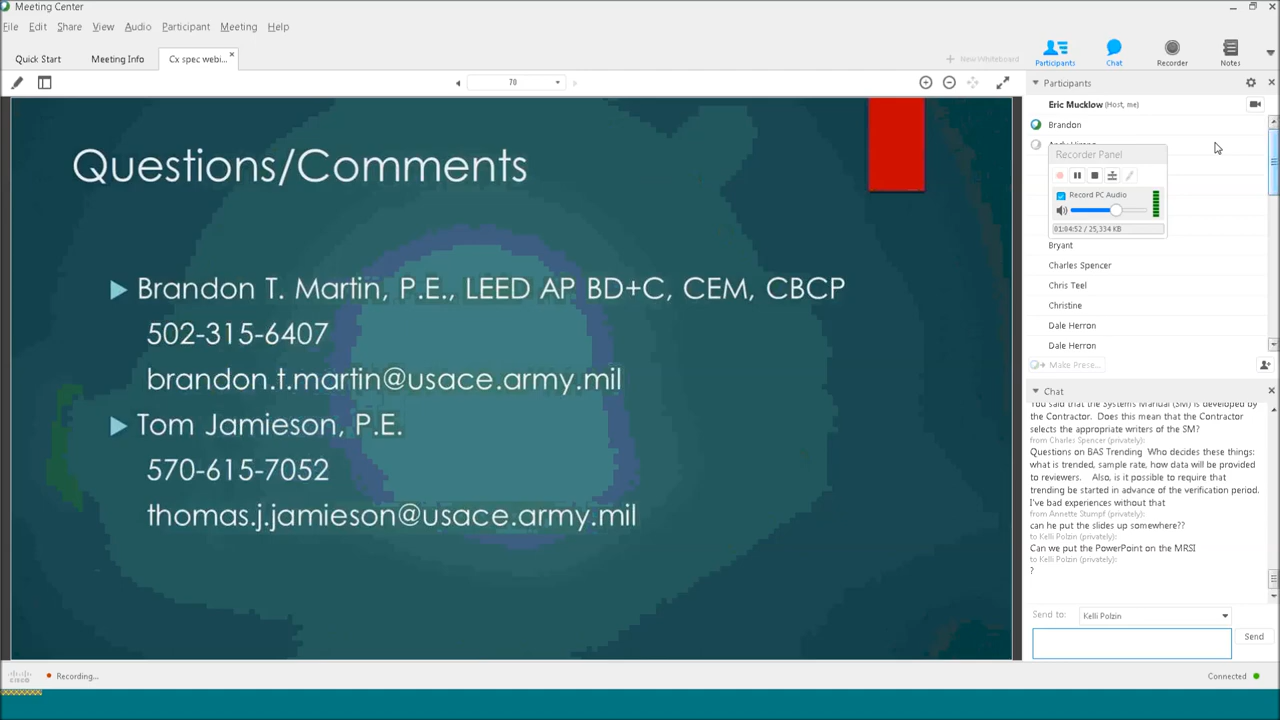 Meeting Center
File Edit Share View Audio Participant Meeting Help
Quick Start Meeting Info Cx spec webi...
New Whiteboard
Participants Chat Recorder Notes
70
Questions/Comments
Brandon T. Martin, P.E., LEED AP BD+C, CEM, CBCP
502-315-6407
brandon.t.martin@usace.army.mil
Tom Jamieson, P.E.
570-615-7052
thomas.j.jamieson@usace.army.mil
Participants
Eric Mucklow (Host, me)
Brandon
Recorder Panel
Record PC Audio
01:04:52 / 25,334 KB
Bryant
Charles Spencer
Chris Teel
Christine
Dale Herron
Dale Herron
Make Prese...
Chat
You said that the Systems Manual (SM) is developed by
the Contractor. Does this mean that the Contractor
selects the appropriate writers of the SM?
from Charles Spencer (privately):
Questions on BAS Trending Who decides these things:
what is trended, sample rate, how data will be provided
to reviewers. Also, is it possible to require that
trending be started in advance of the verification period.
I've bad experiences without that
from Annette Stumpf (privately):
can he put the slides up somewhere??
to Kelli Polzin (privately):
Can we put the PowerPoint on the MRSI
to Kelli Polzin (privately):
?
Send to: Kelli Polzin
Send
cisco Recording... Connected